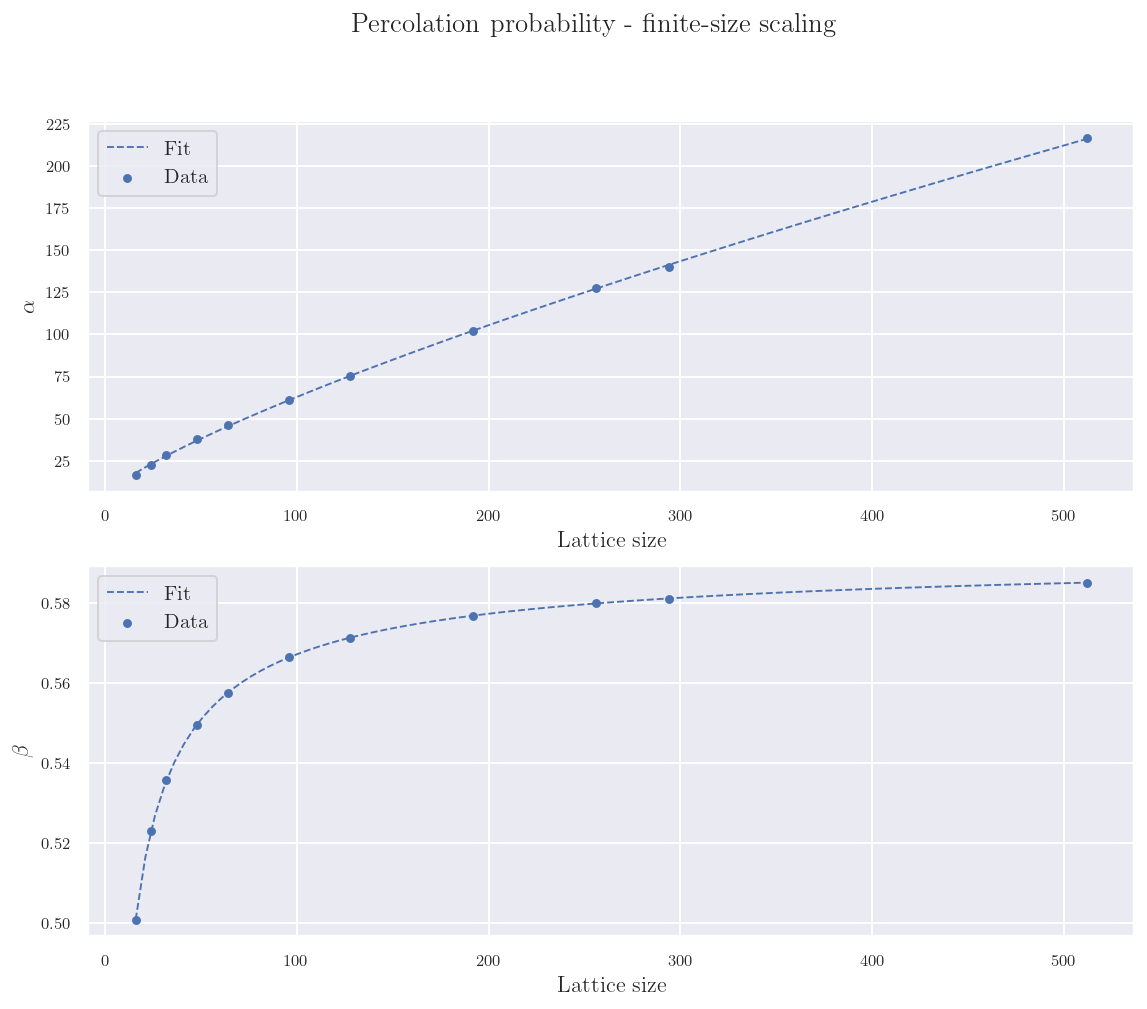 Percolation probability - finite-size scaling
225
200
175
150
125
100
75
50
25
α
Fit
Data
0 100 200 300 400 500
Lattice size
0.58
0.56
0.54
0.52
0.50
β
Fit
Data
0 100 200 300 400 500
Lattice size